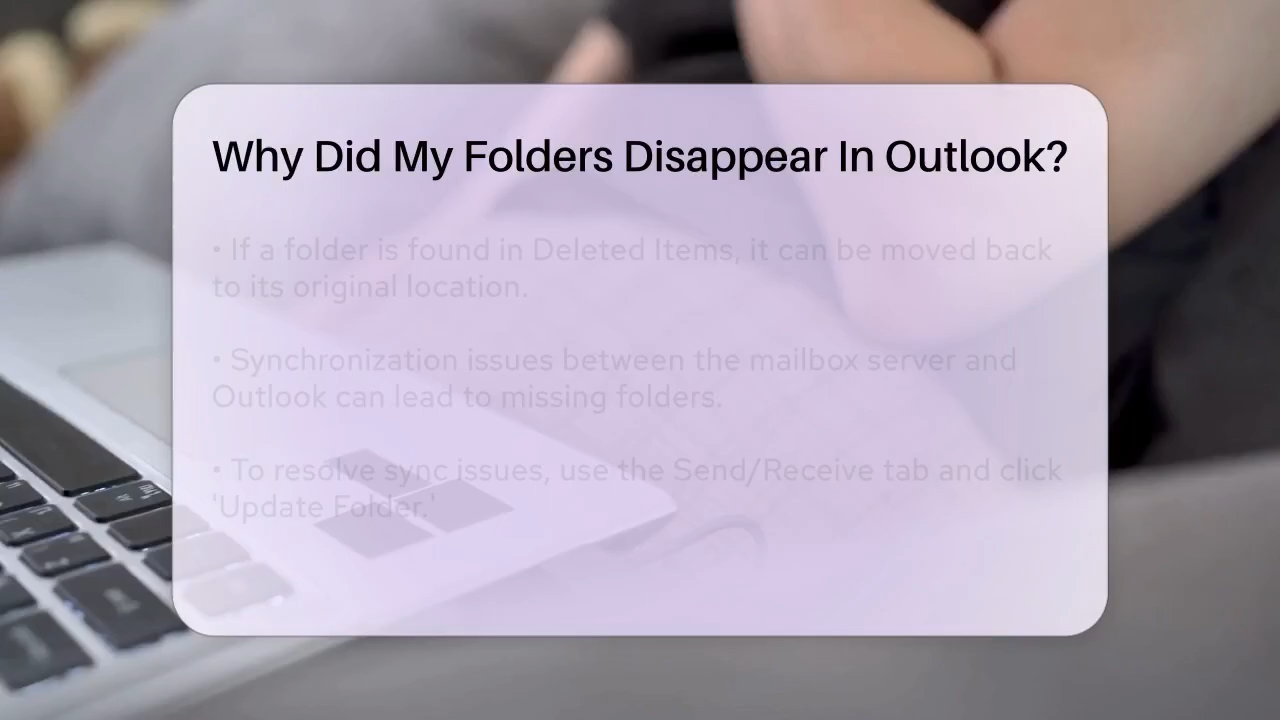 Why Did My Folders Disappear In Outlook?
• If a folder is found in Deleted Items, it can be moved back
to its original location.
• Synchronization issues between the mailbox server and
Outlook can lead to missing folders.
• To resolve sync issues, use the Send/Receive tab and click
'Update Folder.'